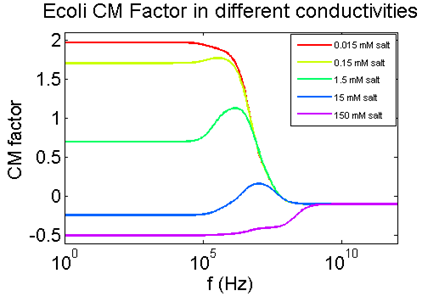 Ecoli CM Factor in different conductivities
2
1.5
1
0.5
0
-0.5
CM factor
0.015 mM salt
0.15 mM salt
1.5 mM salt
15 mM salt
150 mM salt
10^0
10^5
10^10
f (Hz)